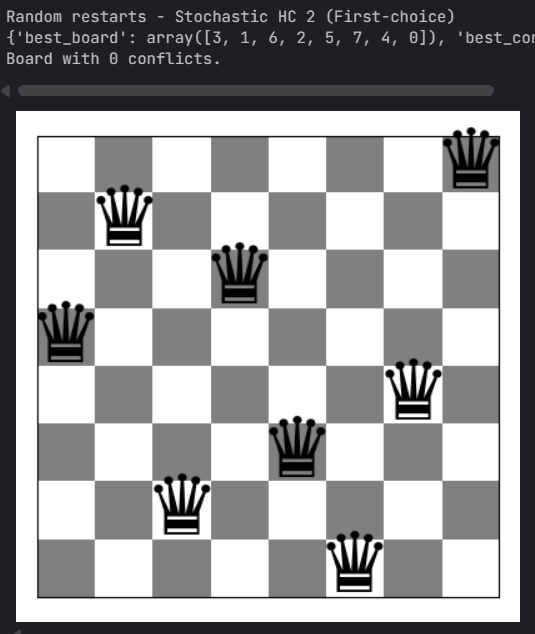 Random restarts - Stochastic HC 2 (First-choice)
{'best_board': array([3, 1, 6, 2, 5, 7, 4, 0]), 'best_con
Board with 0 conflicts.